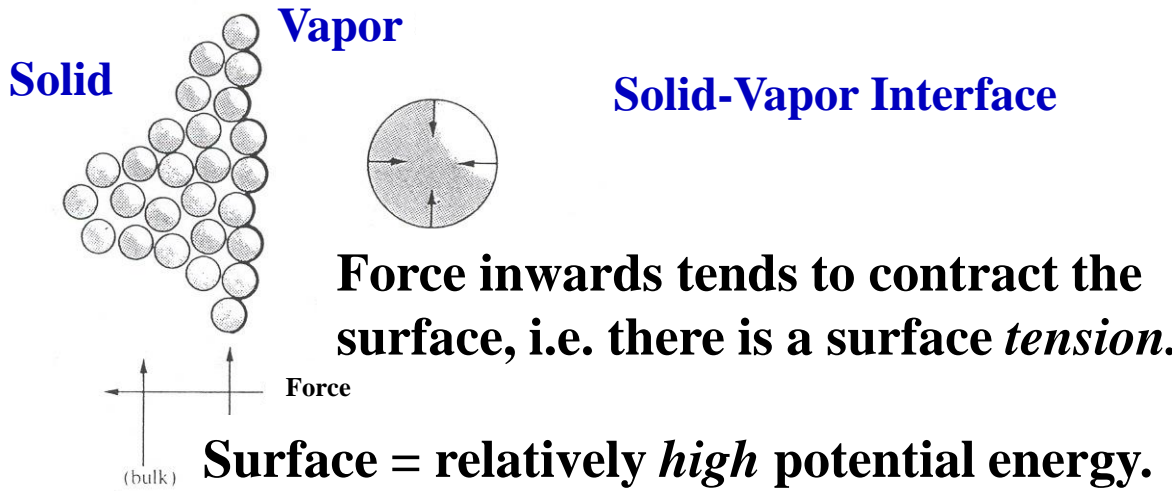 Vapor
Solid
Solid-Vapor Interface
Force inwards tends to contract the
surface, i.e. there is a surface tension.
Force
(bulk)
Surface = relatively high potential energy.